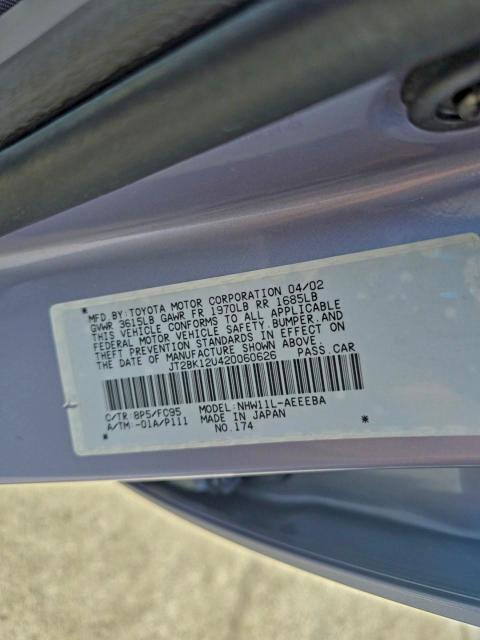 MFD. BY: TOYOTA MOTOR CORPORATION 04/02
GVWR 3615LB GAWR FR 1970LB RR 1685LB
THIS VEHICLE CONFORMS TO ALL APPLICABLE
FEDERAL MOTOR VEHICLE SAFETY, BUMPER, AND
THEFT PREVENTION STANDARDS IN EFFECT ON
THE DATE OF MANUFACTURE SHOWN ABOVE.
JT2BK12U420060626 PASS. CAR
C/TR: 8P5/FC95 MODEL: NHW11L-AEEEBA
A/TM: -01A/P111 MADE IN JAPAN
NO. 174